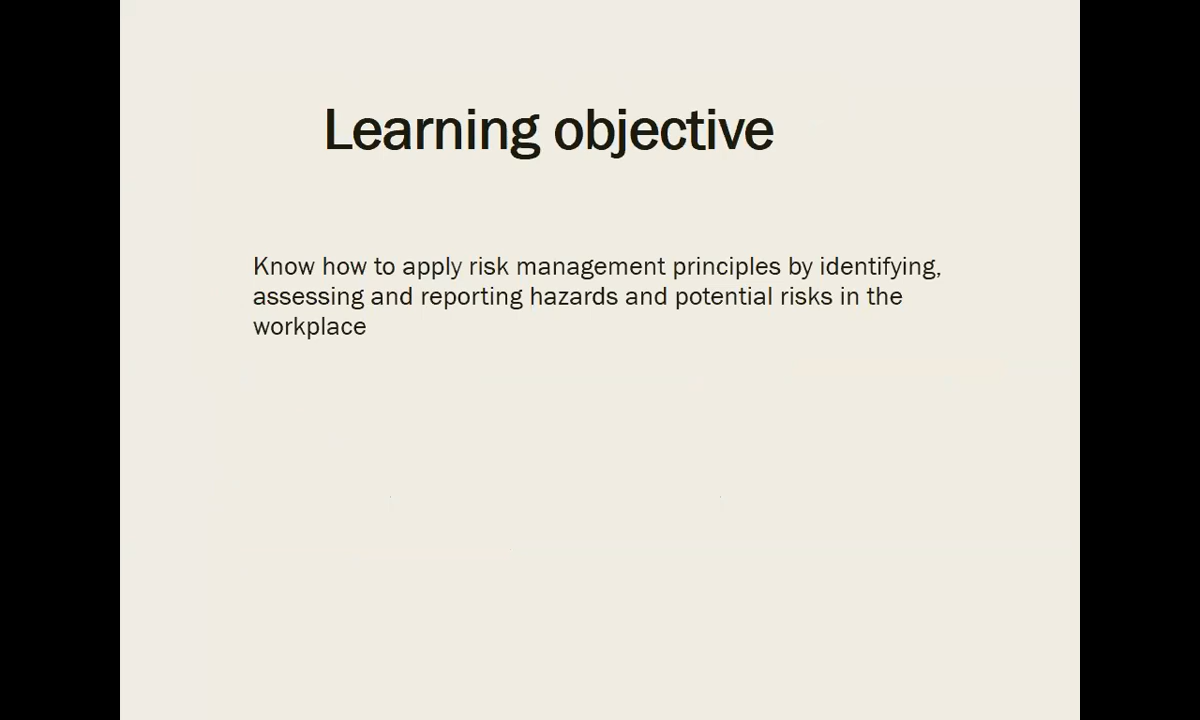 Learning objective
Know how to apply risk management principles by identifying,
assessing and reporting hazards and potential risks in the
workplace